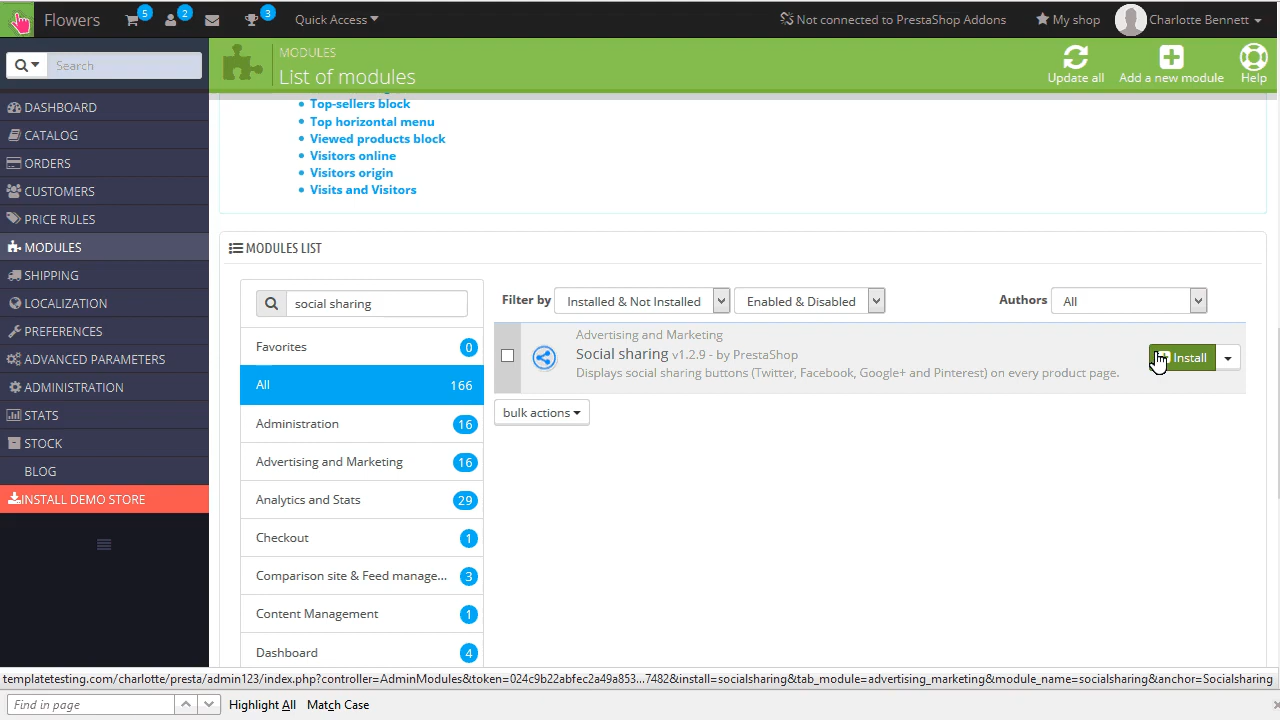 Flowers 5 2 3 Quick Access Not connected to PrestaShop Addons My shop Charlotte Bennett
Search
MODULES
List of modules
Update all Add a new module Help
DASHBOARD
CATALOG
ORDERS
CUSTOMERS
PRICE RULES
MODULES
SHIPPING
LOCALIZATION
PREFERENCES
ADVANCED PARAMETERS
ADMINISTRATION
STATS
STOCK
BLOG
INSTALL DEMO STORE
Top-sellers block
Top horizontal menu
Viewed products block
Visitors online
Visitors origin
Visits and Visitors
MODULES LIST
social sharing
Favorites 0
All 166
Administration 16
Advertising and Marketing 16
Analytics and Stats 29
Checkout 1
Comparison site & Feed manage... 3
Content Management 1
Dashboard 4
Filter by Installed & Not Installed Enabled & Disabled Authors All
Advertising and Marketing
Social sharing v1.2.9 - by PrestaShop
Displays social sharing buttons (Twitter, Facebook, Google+ and Pinterest) on every product page.
Install
bulk actions
templatetesting.com/charlotte/presta/admin123/index.php?controller=AdminModules&token=024c9b22abfec2a49a853...7482&install=socialsharing&tab_module=advertising_marketing&module_name=socialsharing&anchor=Socialsharing
Find in page Highlight All Match Case